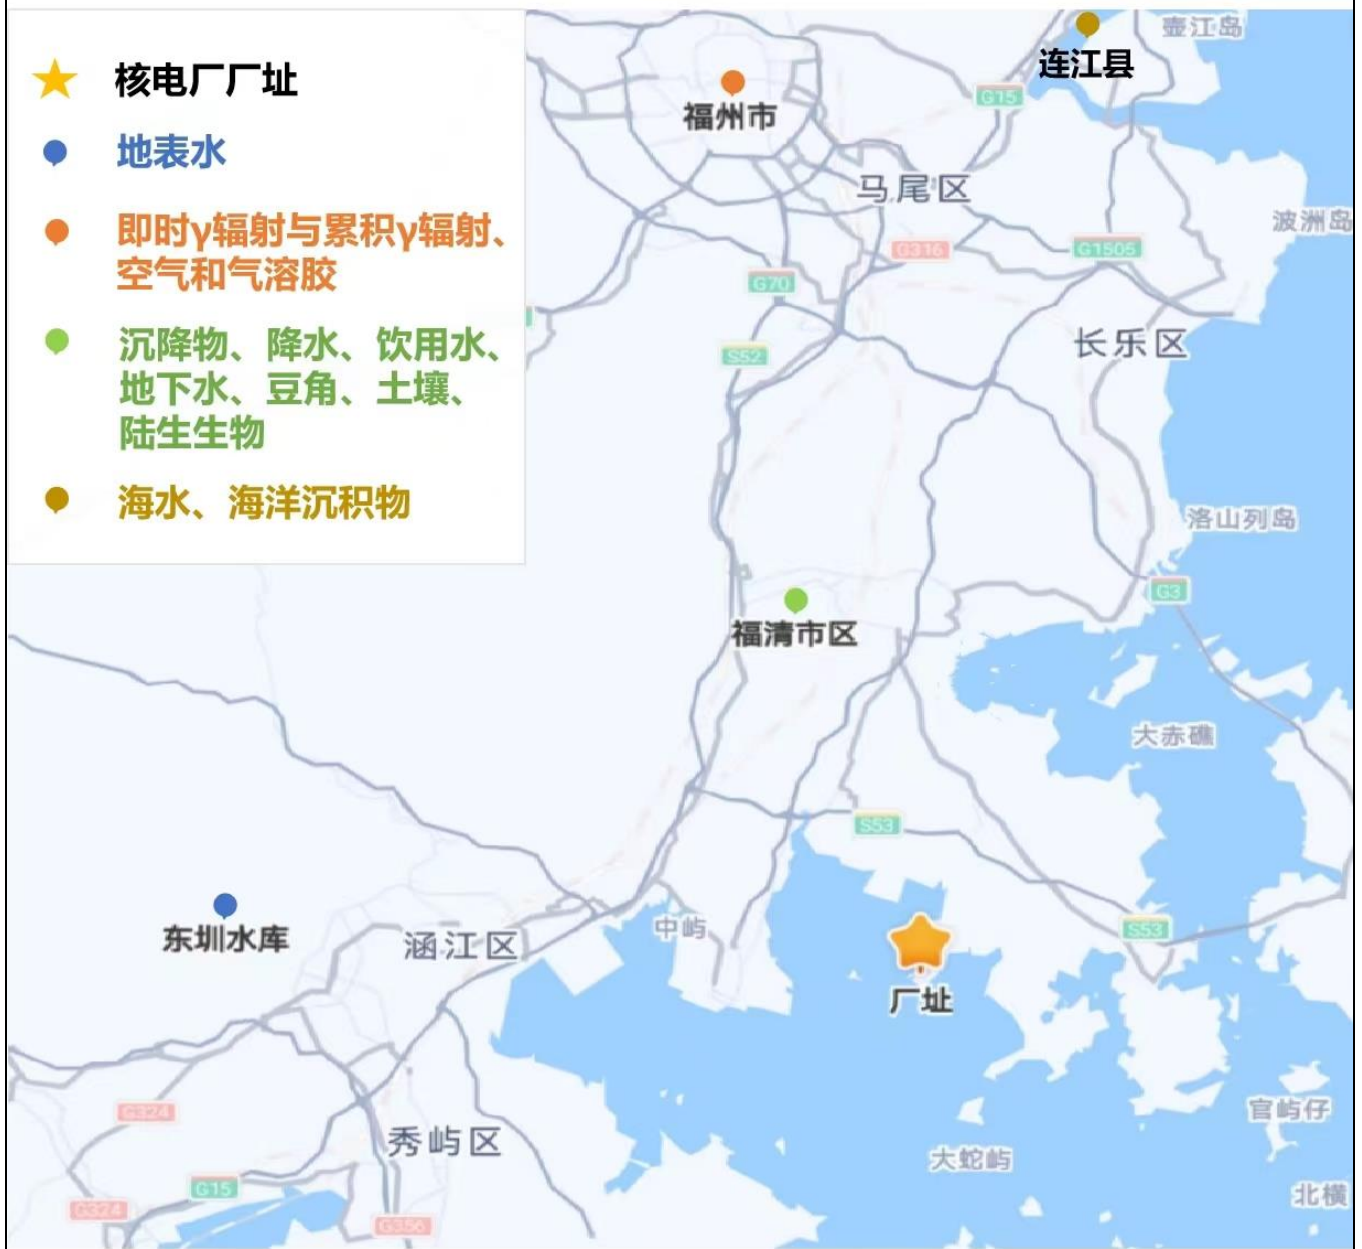 核电厂厂址
地表水
即时γ辐射与累积γ辐射、
空气和气溶胶
沉降物、降水、饮用水、
地下水、豆角、土壤、
陆生生物
海水、海洋沉积物
壶江岛
连江县
G15
福州市
马尾区
波洲岛
G316
G1505
G70
长乐区
S52
洛山列岛
G3
福清市区
大赤礁
S53
东圳水库
涵江区
中屿
S53
厂址
G324
官屿仔
秀屿区
大蛇屿
G15
北横
G324
G356